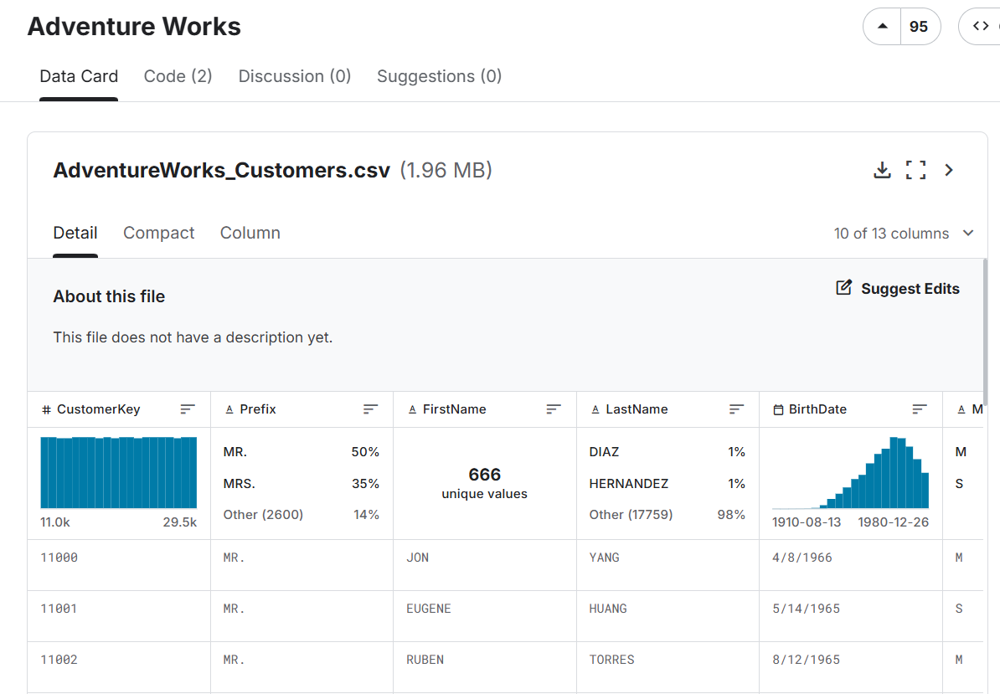 Adventure Works
95
Data Card Code (2) Discussion (0) Suggestions (0)
AdventureWorks_Customers.csv (1.96 MB)
Detail Compact Column 10 of 13 columns
About this file
Suggest Edits
This file does not have a description yet.
# CustomerKey A Prefix A FirstName A LastName BirthDate A M
MR. 50%
MRS. 35%
Other (2600) 14%
666
unique values
DIAZ 1%
HERNANDEZ 1%
Other (17759) 98%
M
S
11.0k 29.5k
1910-08-13 1980-12-26
11000 MR. JON YANG 4/8/1966 M
11001 MR. EUGENE HUANG 5/14/1965 S
11002 MR. RUBEN TORRES 8/12/1965 M